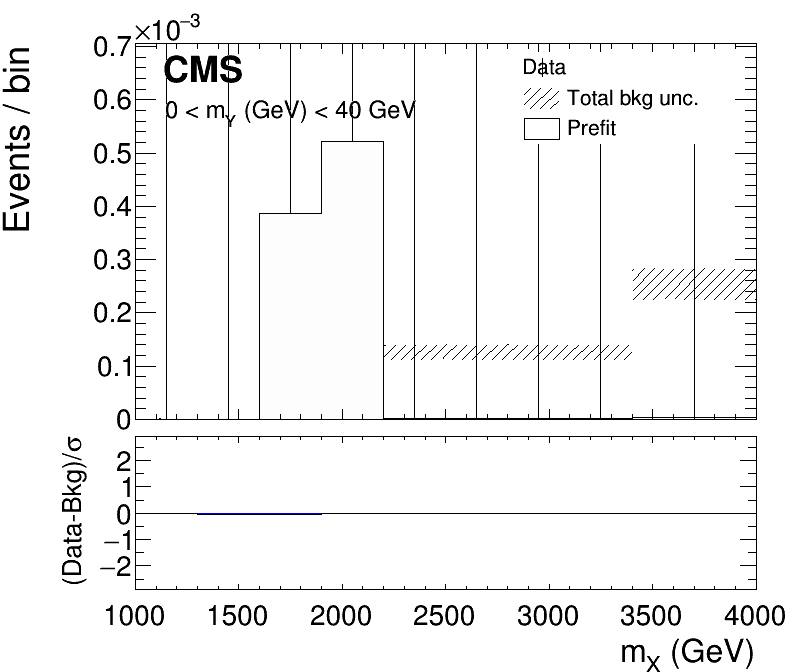 ×10⁻³
Events / bin
0.7
0.6
0.5
0.4
0.3
0.2
0.1
0
CMS
0 < mY (GeV) < 40 GeV
Data
Total bkg unc.
Prefit
(Data-Bkg)/σ
2
1
0
−1
−2
1000 1500 2000 2500 3000 3500 4000
mX (GeV)